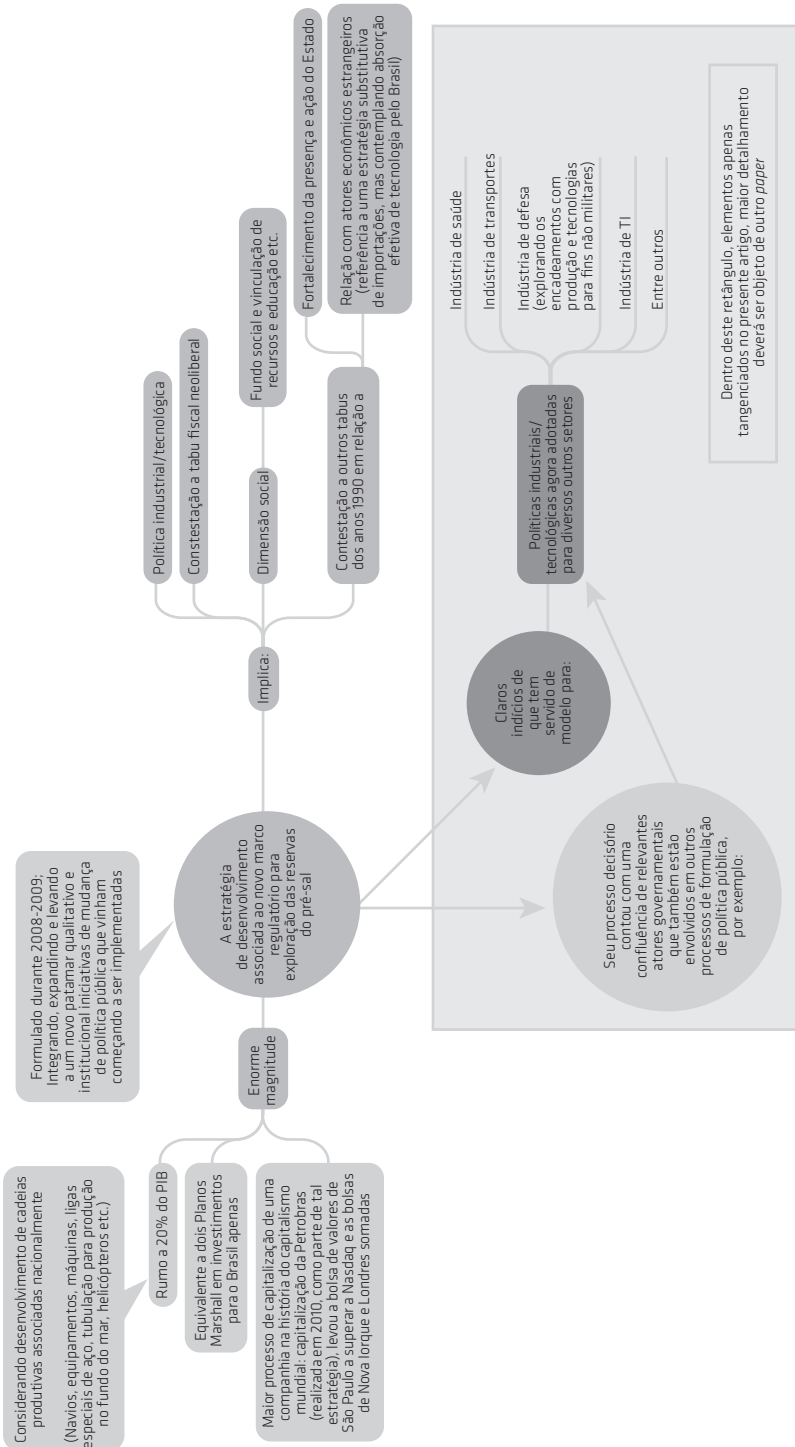 Considerando desenvolvimento de cadeias
produtivas associadas nacionalmente
(Navios, equipamentos, máquinas, ligas
especiais de aço, tubulação para produção
no fundo do mar, helicópteros etc.)
Rumo a 20% do PIB
Equivalente a dois Planos
Marshall em investimentos
para o Brasil apenas
Maior processo de capitalização de uma
companhia na história do capitalismo
mundial: capitalização da Petrobras
(realizada em 2010, como parte de tal
estratégia), levou a bolsa de valores de
São Paulo a superar a Nasdaq e as bolsas
de Nova Iorque e Londres somadas
Enorme
magnitude
Formulado durante 2008-2009;
Integrando, expandindo e levando
a um novo patamar qualitativo e
institucional iniciativas de mudança
de política pública que vinham
começando a ser implementadas
A estratégia
de desenvolvimento
associada ao novo marco
regulatório para
exploração das reservas
do pré-sal
Implica:
Política industrial/tecnológica
Constestação a tabu fiscal neoliberal
Dimensão social
Fundo social e vinculação de
recursos e educação etc.
Contestação a outros tabus
dos anos 1990 em relação a
Fortalecimento da presença e ação do Estado
Relação com atores econômicos estrangeiros
(referência a uma estratégia substitutiva
de importações, mas contemplando absorção
efetiva de tecnologia pelo Brasil)
Seu processo decisório
contou com uma
confluência de relevantes
atores governamentais
que também estão
envolvidos em outros
processos de formulação
de política pública,
por exemplo:
Claros
indícios de
que tem
servido de
modelo para:
Políticas industriais/
tecnológicas agora adotadas
para diversos outros setores
Indústria de saúde
Indústria de transportes
Indústria de defesa
(explorando os
encadeamentos com
produção e tecnologias
para fins não militares)
Indústria de TI
Entre outros
Dentro deste retângulo, elementos apenas
tangenciados no presente artigo, maior detalhamento
deverá ser objeto de outro paper